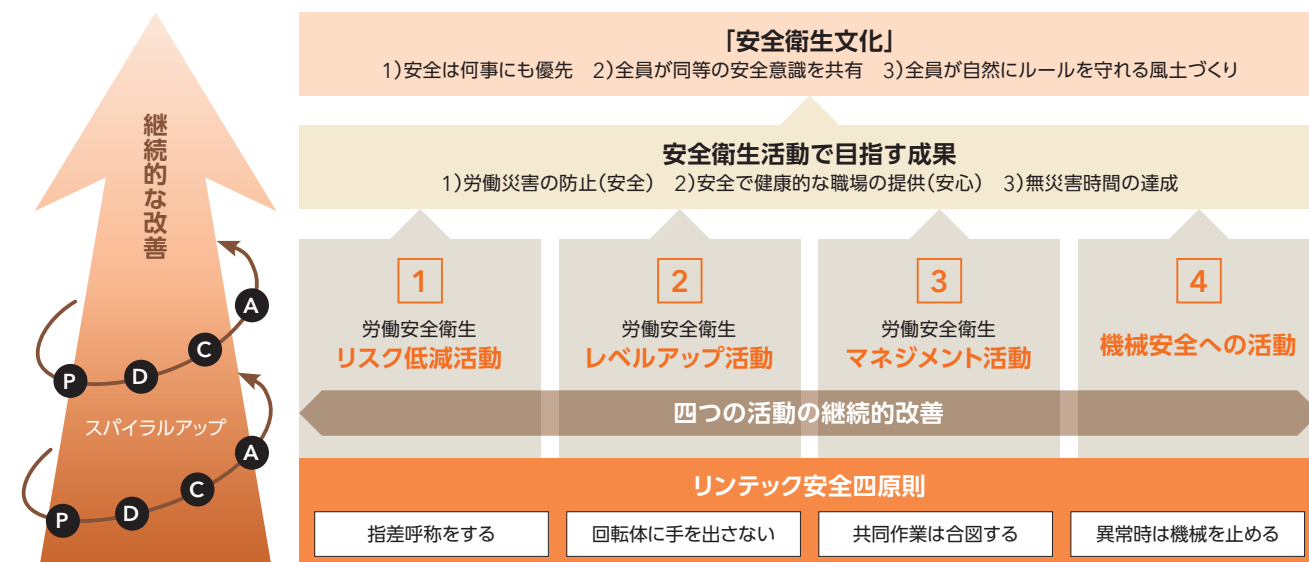 継続的な改善
A
C
D
P
スパイラルアップ
A
C
D
P
「安全衛生文化」
1)安全は何事にも優先　2)全員が同等の安全意識を共有　3)全員が自然にルールを守れる風土づくり
安全衛生活動で目指す成果
1)労働災害の防止(安全)　2)安全で健康的な職場の提供(安心)　3)無災害時間の達成
1
労働安全衛生
リスク低減活動
2
労働安全衛生
レベルアップ活動
3
労働安全衛生
マネジメント活動
4
機械安全への活動
四つの活動の継続的改善
リンテック安全四原則
指差呼称をする
回転体に手を出さない
共同作業は合図する
異常時は機械を止める